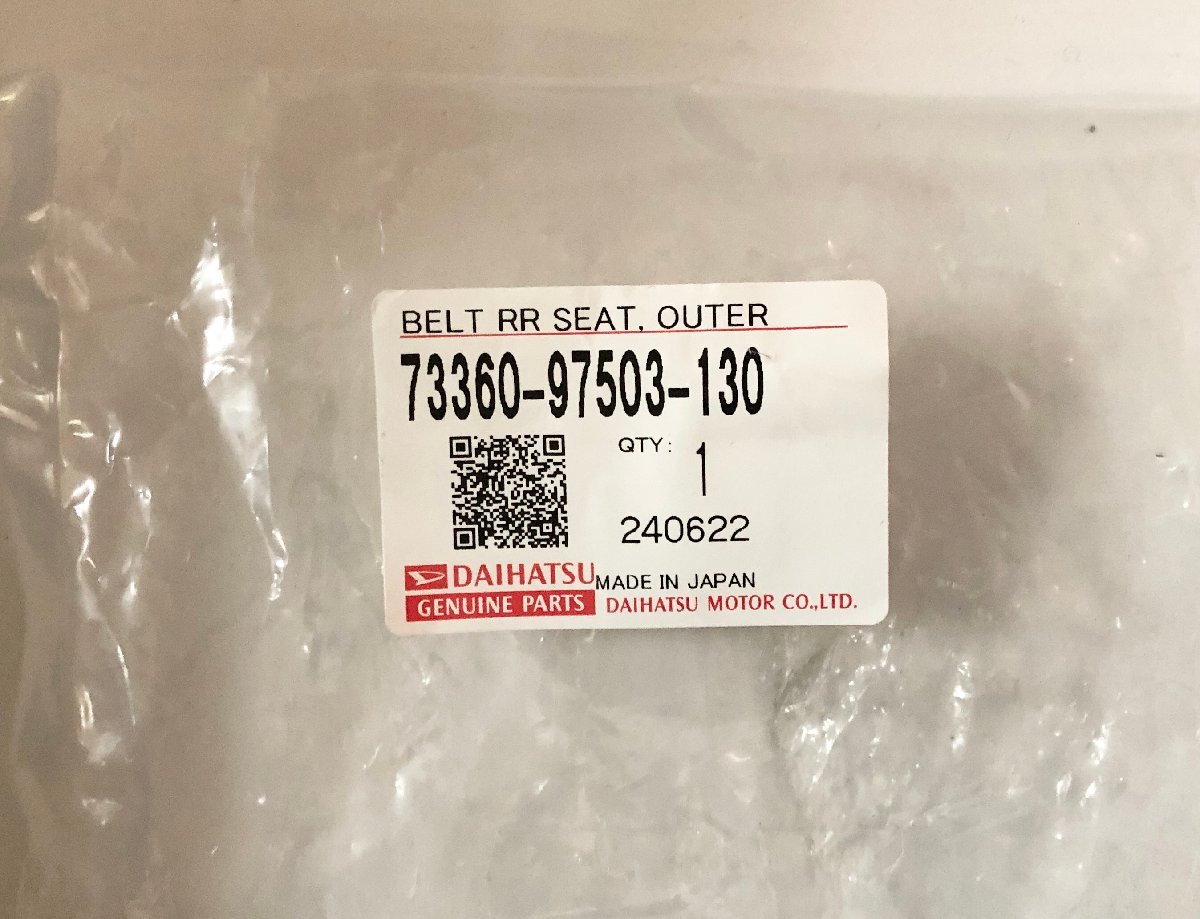 BELT RR SEAT, OUTER
73360-97503-130
QTY: 1
240622
DAIHATSU MADE IN JAPAN
GENUINE PARTS DAIHATSU MOTOR CO.,LTD.